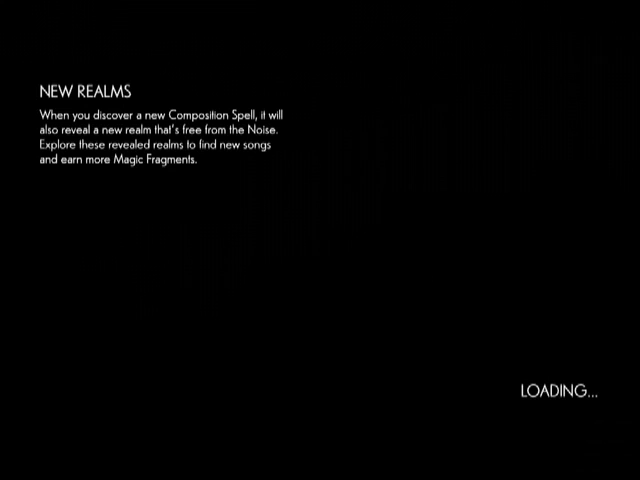 NEW REALMS
When you discover a new Composition Spell, it will
also reveal a new realm that's free from the Noise.
Explore these revealed realms to find new songs
and earn more Magic Fragments.
LOADING...